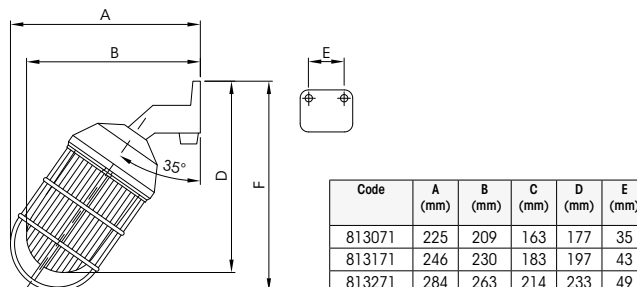 A
B
E
35°
D
F
Code A (mm) B (mm) C (mm) D (mm) E (mm)
813071 225 209 163 177 35
813171 246 230 183 197 43
813271 284 263 214 233 49